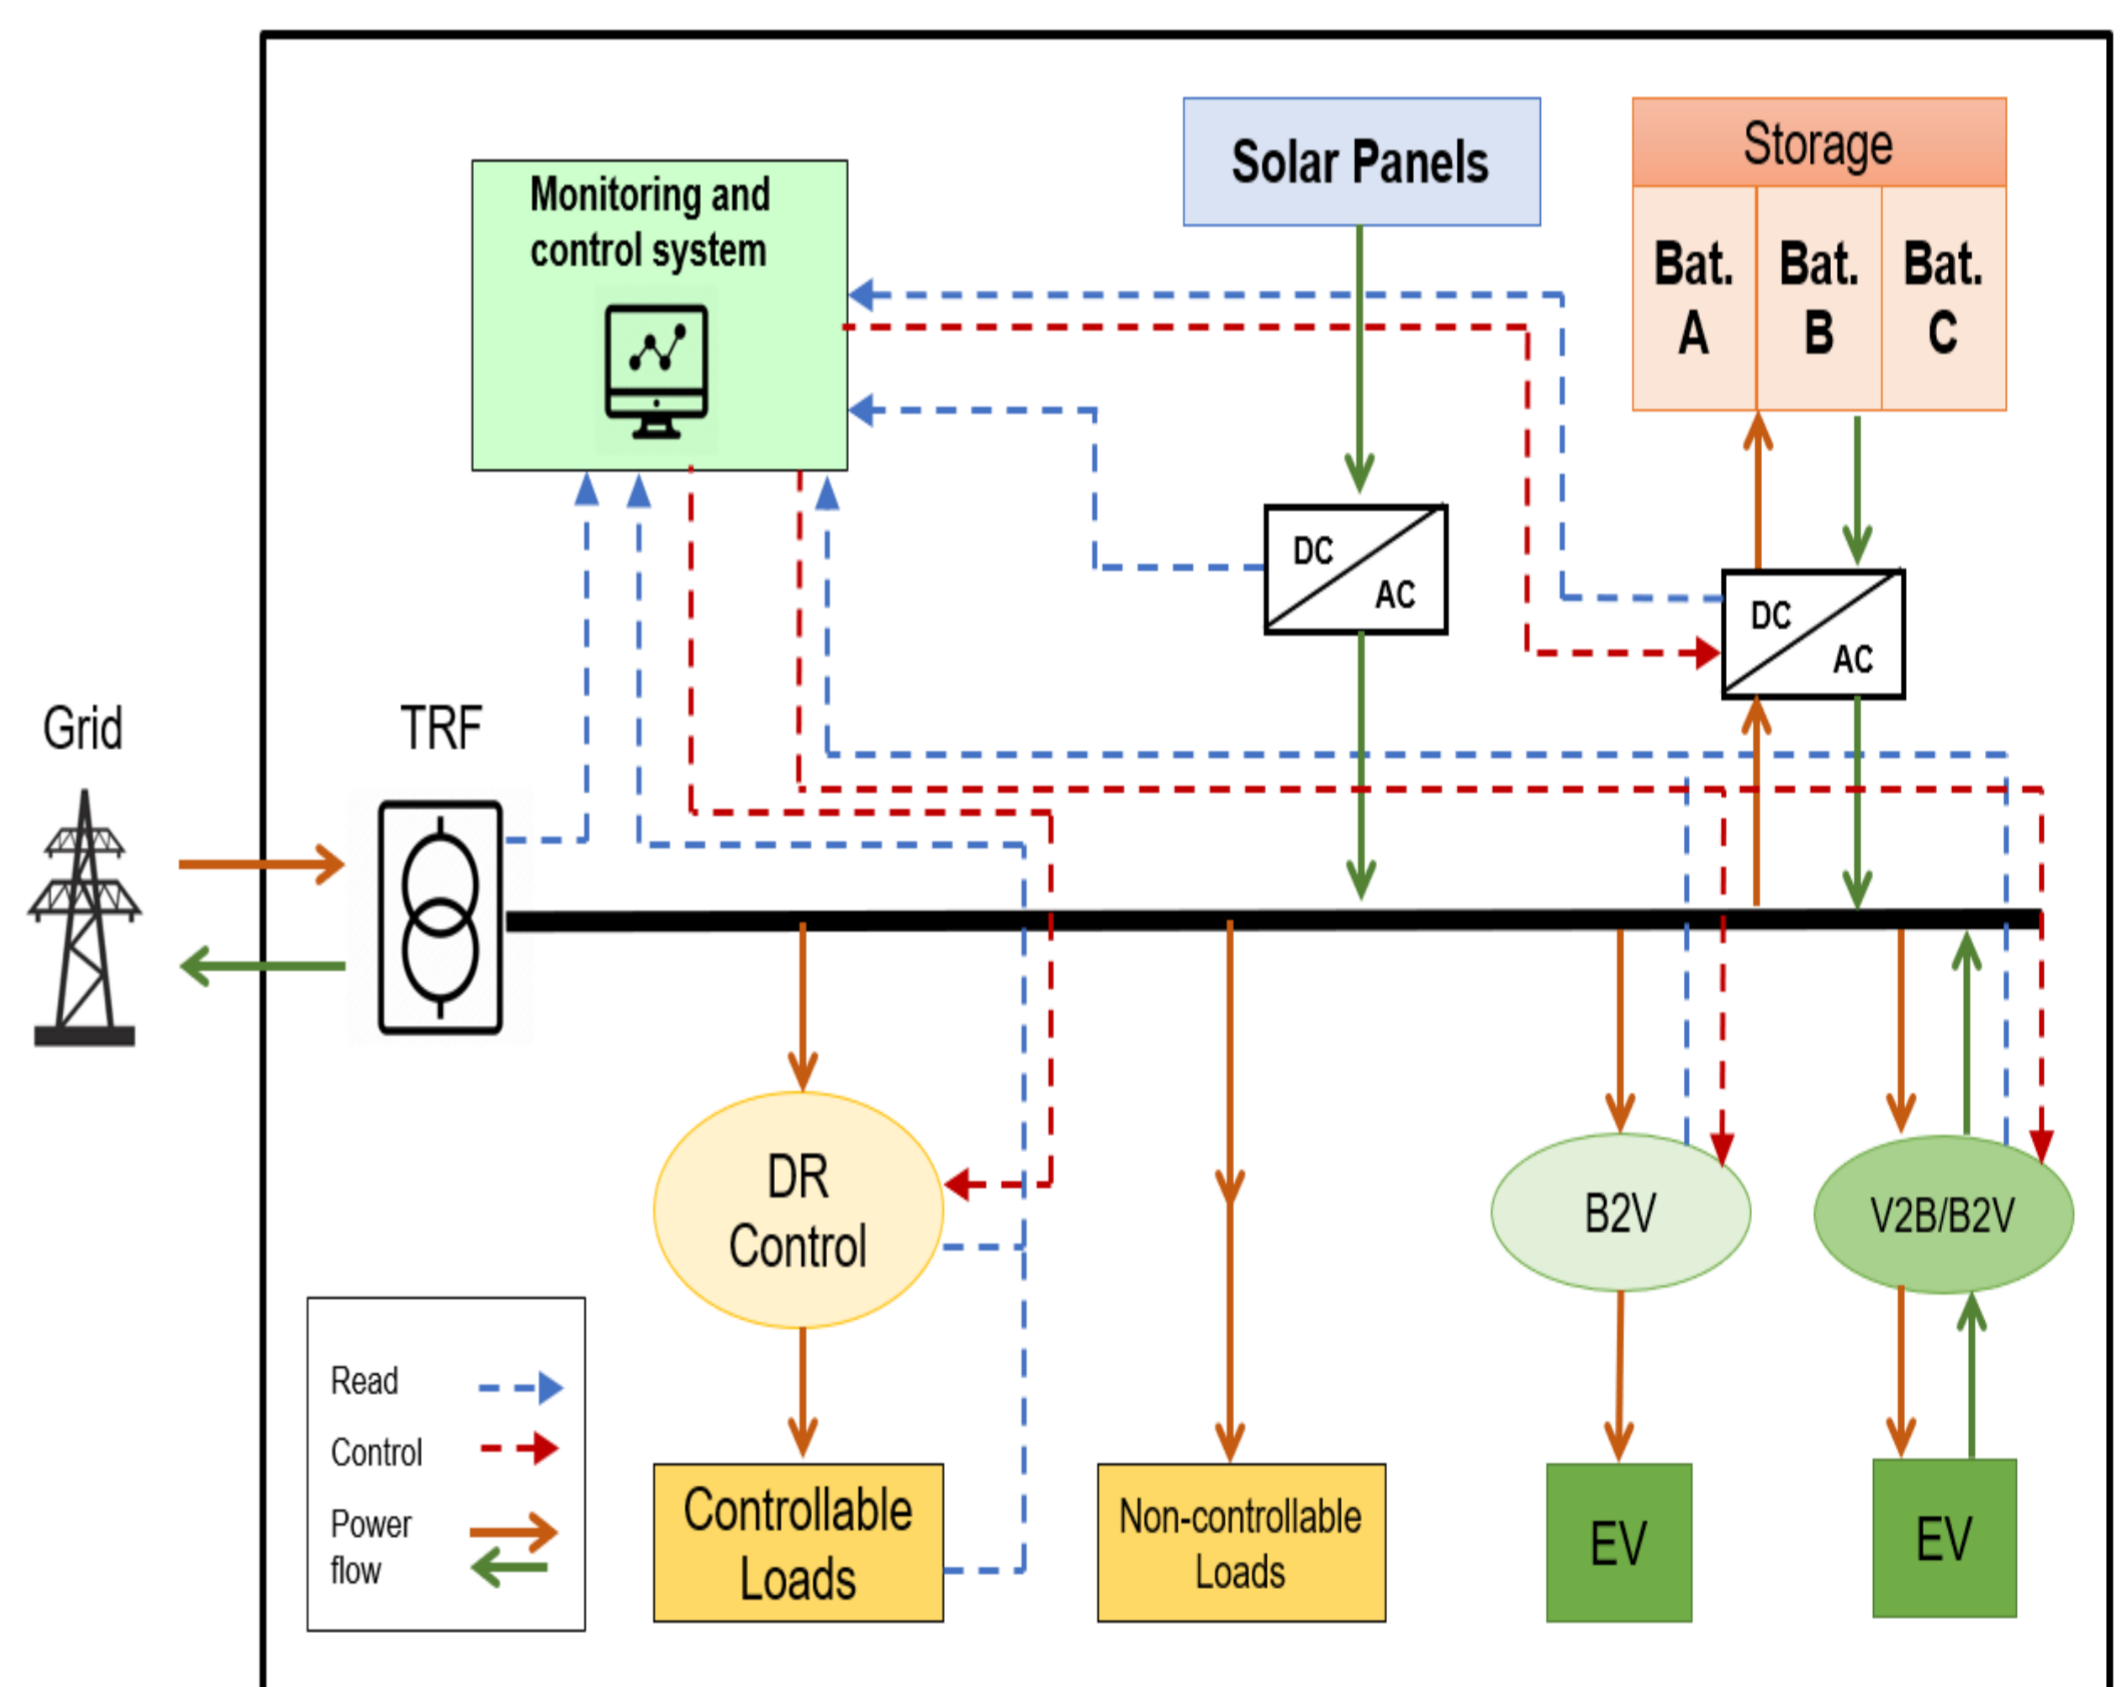 Solar Panels
Storage
Bat.
A
Bat.
B
Bat.
C
Monitoring and
control system
DC
AC
DC
AC
Grid
TRF
DR
Control
B2V
V2B/B2V
Read
Control
Power
flow
Controllable
Loads
Non-controllable
Loads
EV
EV